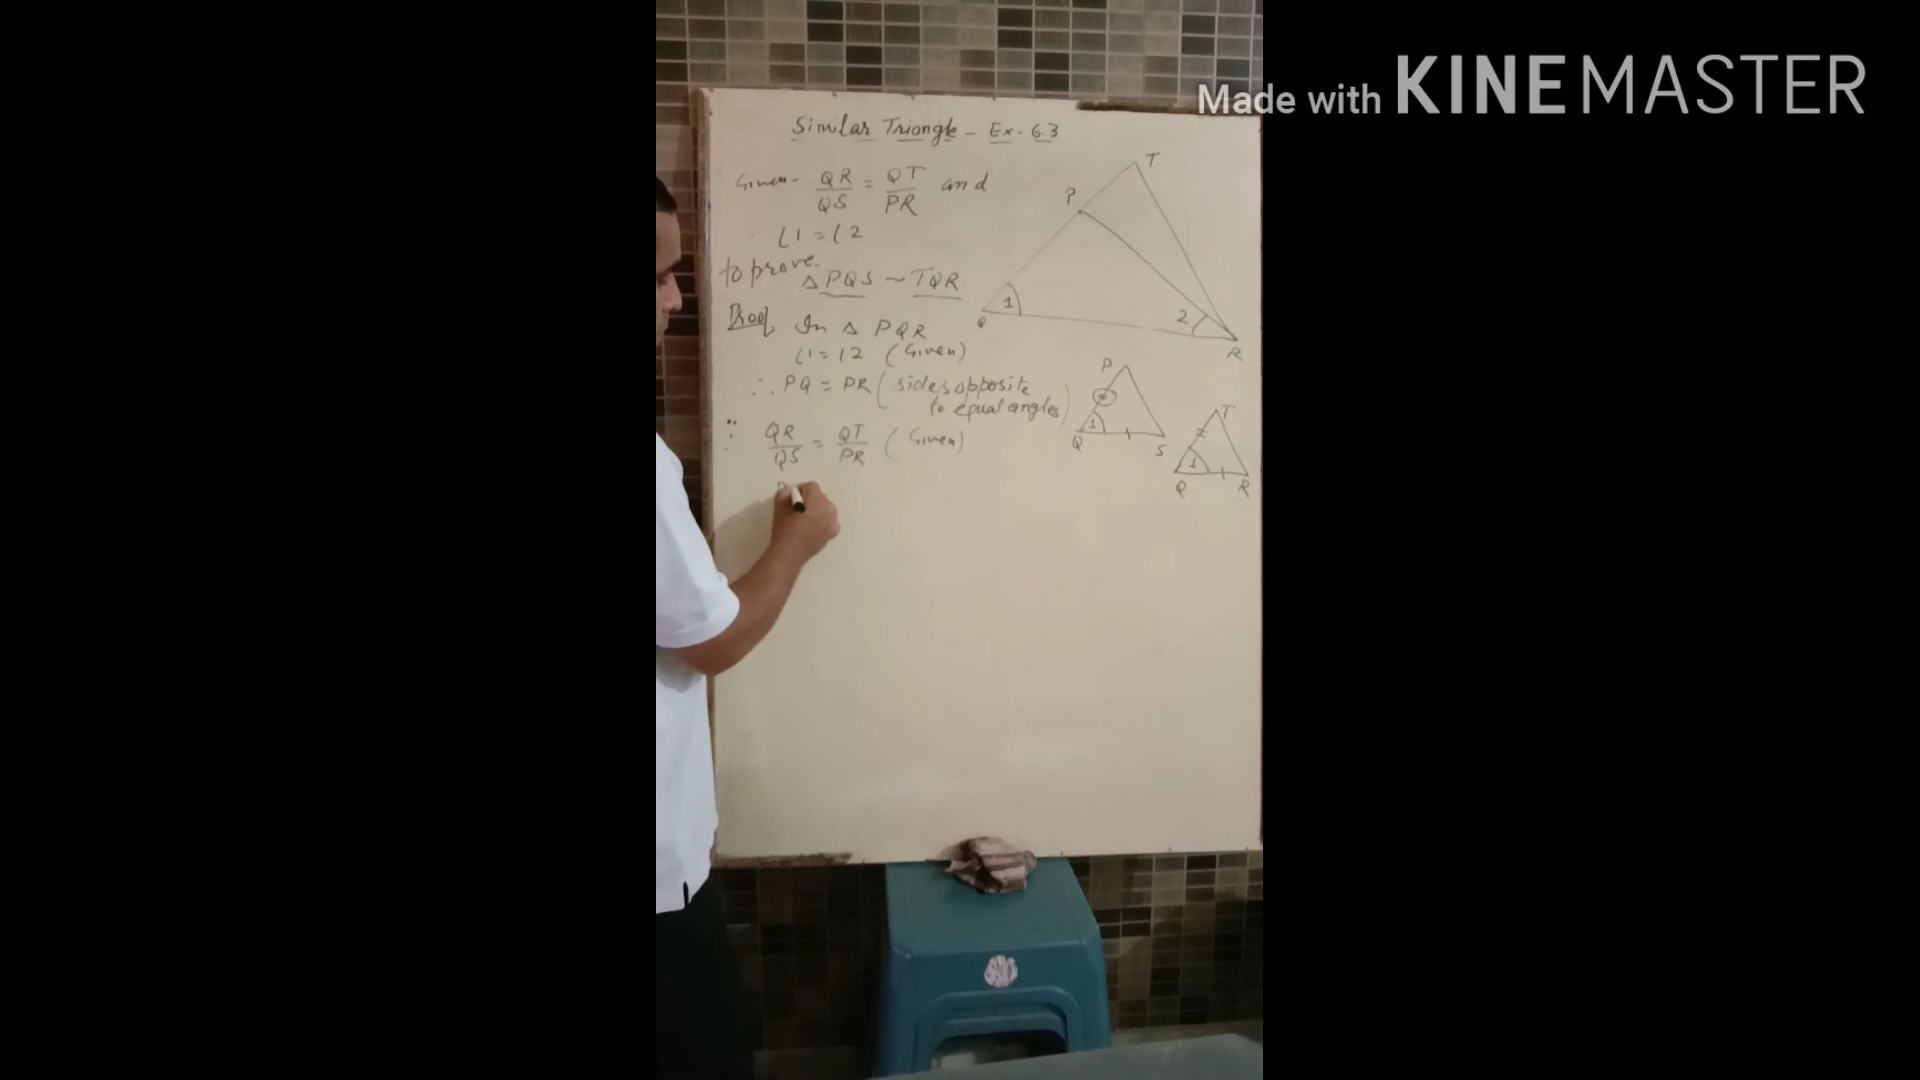 Made with KINEMASTER
Similar Triangle - Ex- 6.3
Given- QR/QS = QT/PR and
∠1 = ∠2
to prove.
△ PQS ~ TQR
Proof In △ PQR
∠1 = ∠2 (Given)
∴ PQ = PR (sides opposite
to equal angles)
∵ QR/QS = QT/PR (Given)
T
P
1
2
Q
R
P
1
Q
S
T
1
Q
R